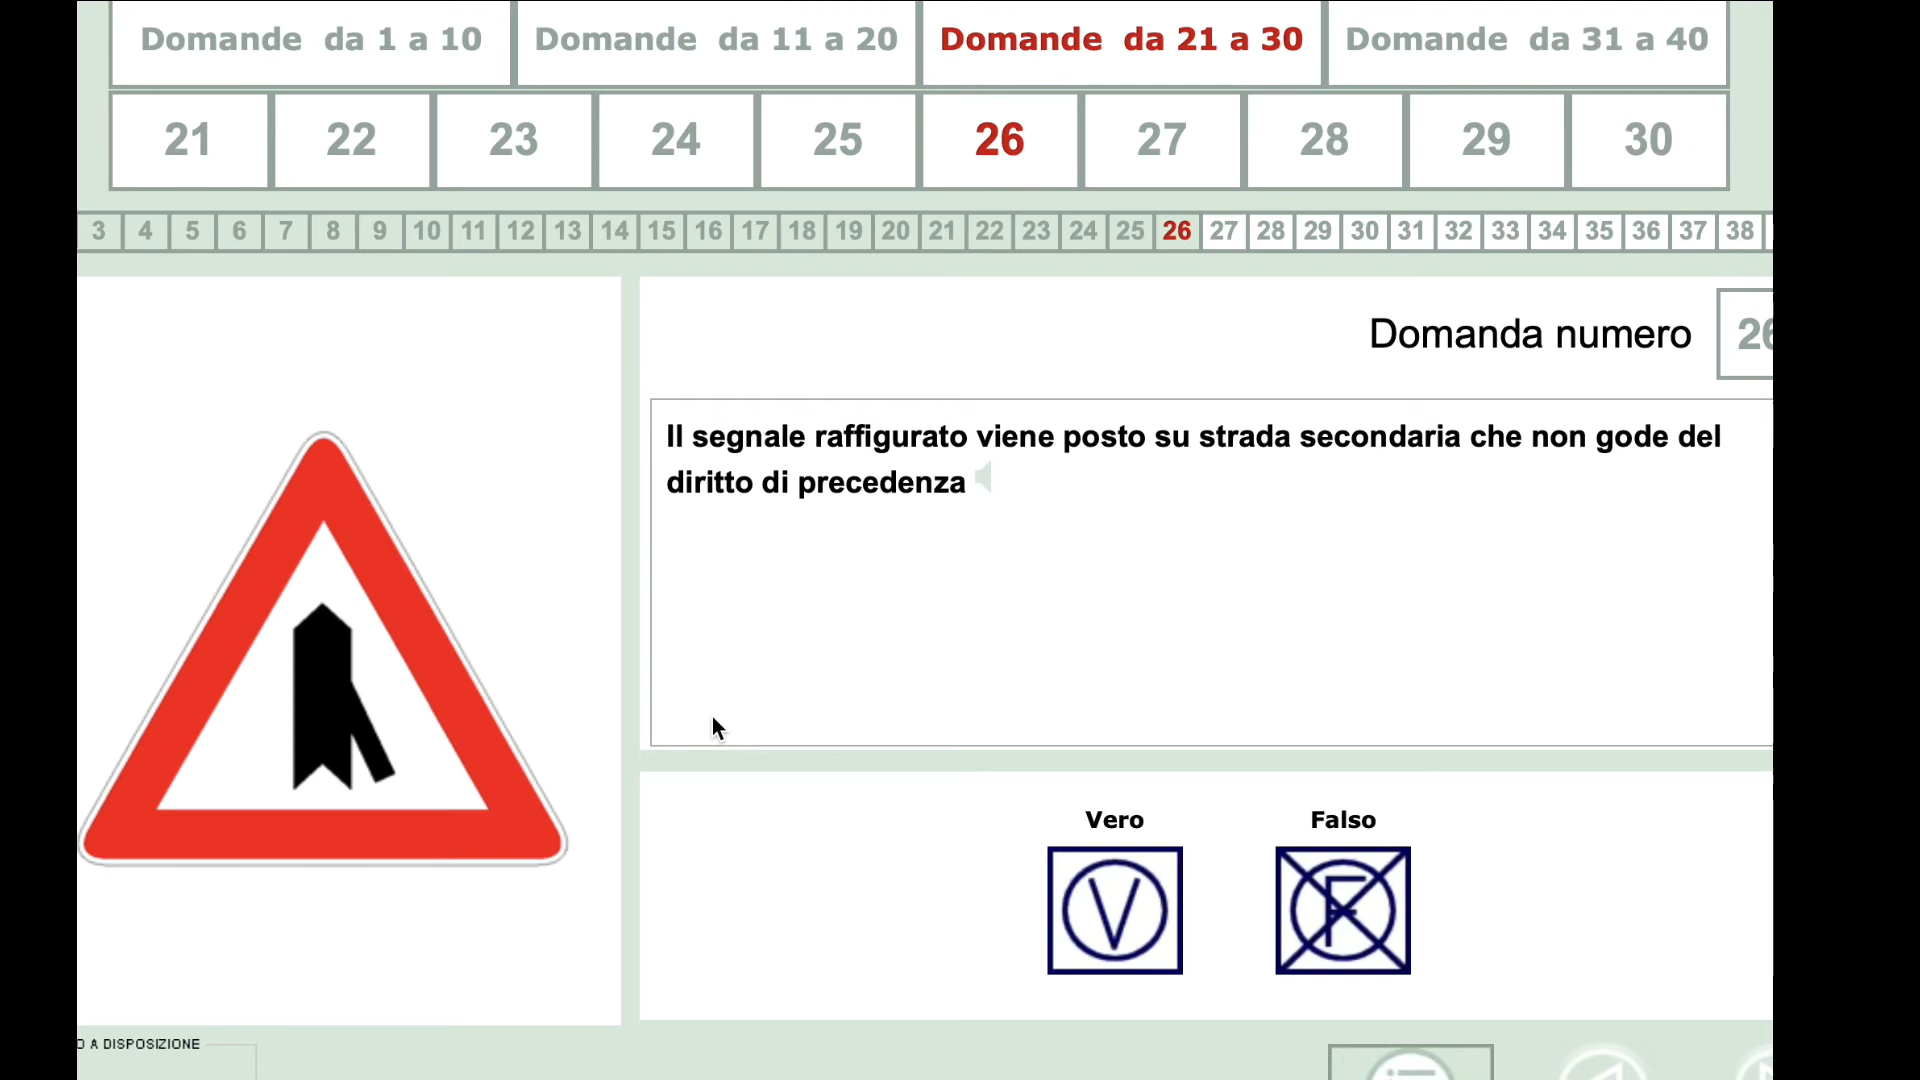 Domande da 1 a 10 Domande da 11 a 20 Domande da 21 a 30 Domande da 31 a 40
21 22 23 24 25 26 27 28 29 30
3 4 5 6 7 8 9 10 11 12 13 14 15 16 17 18 19 20 21 22 23 24 25 26 27 28 29 30 31 32 33 34 35 36 37 38
Domanda numero 26
Il segnale raffigurato viene posto su strada secondaria che non gode del
diritto di precedenza
Vero Falso
V F
O A DISPOSIZIONE